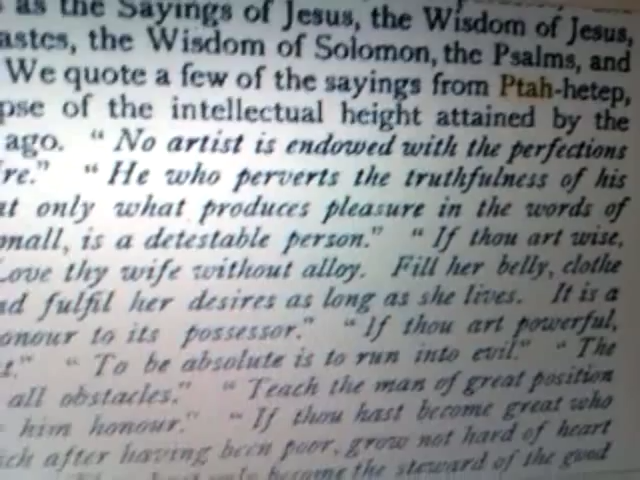 as the Sayings of Jesus, the Wisdom of Jesus,
astes, the Wisdom of Solomon, the Psalms, and
We quote a few of the sayings from Ptah-hetep,
pse of the intellectual height attained by the
ago. "No artist is endowed with the perfections
re." "He who perverts the truthfulness of his
at only what produces pleasure in the words of
mall, is a detestable person." "If thou art wise,
Love thy wife without alloy. Fill her belly, clothe
nd fulfil her desires as long as she lives. It is a
onour to its possessor." "If thou art powerful,
t." "To be absolute is to run into evil." "The
all obstacles." "Teach the man of great position
him honour." "If thou hast become great who
ich after having been poor, grow not hard of heart
become the steward of the good